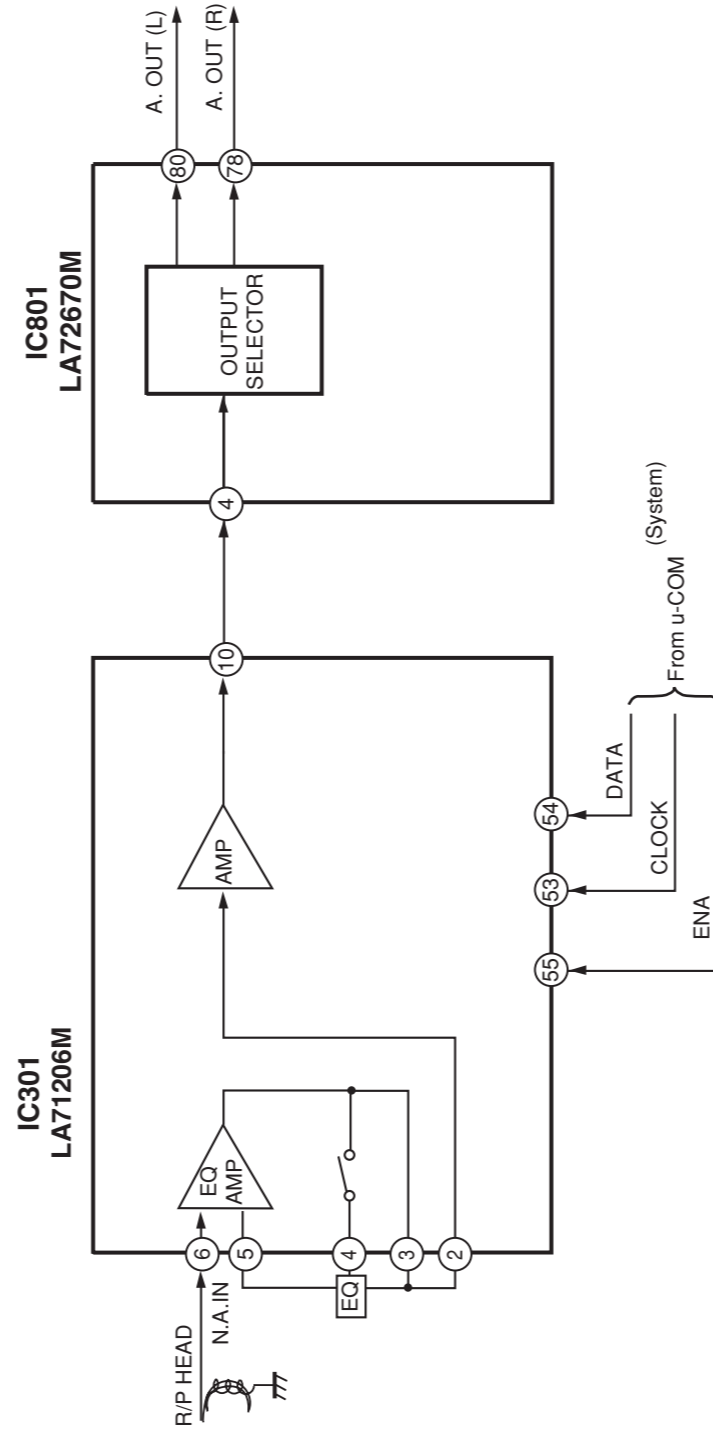 IC301
LA71206M
R/P HEAD
N.A.IN
6
5
4
3
2
EQ
EQ
AMP
AMP
10
55
53
54
ENA
CLOCK
DATA
From u-COM
(System)
IC801
LA72670M
4
OUTPUT
SELECTOR
80
78
A. OUT (L)
A. OUT (R)